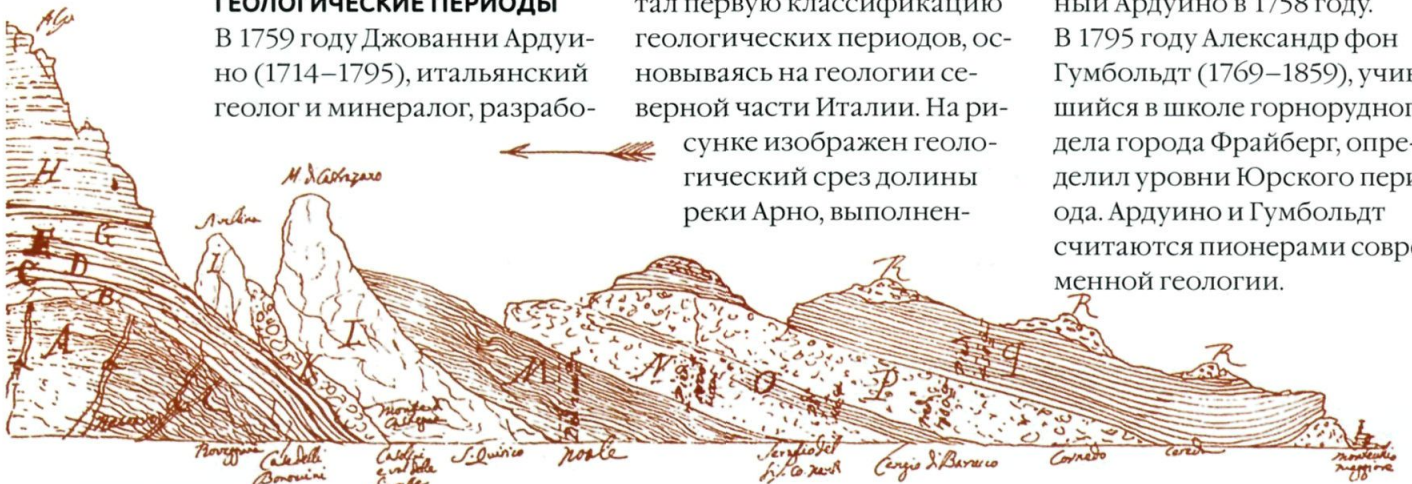 ГЕОЛОГИЧЕСКИЕ ПЕРИОДЫ
В 1759 году Джованни Ардуи-
но (1714–1795), итальянский
геолог и минералог, разрабо-
тал первую классификацию
геологических периодов, ос-
новываясь на геологии се-
верной части Италии. На ри-
сунке изображен геоло-
гический срез долины
реки Арно, выполнен-
ный Ардуино в 1758 году.
В 1795 году Александр фон
Гумбольдт (1769–1859), учив
шийся в школе горнорудног
дела города Фрайберг, опре-
делил уровни Юрского пери
ода. Ардуино и Гумбольдт
считаются пионерами совре
менной геологии.
H
G
D
C
B
A
L
X
I
M
N
O
P
Q
R
R
R
S. Quirico
Cornedo